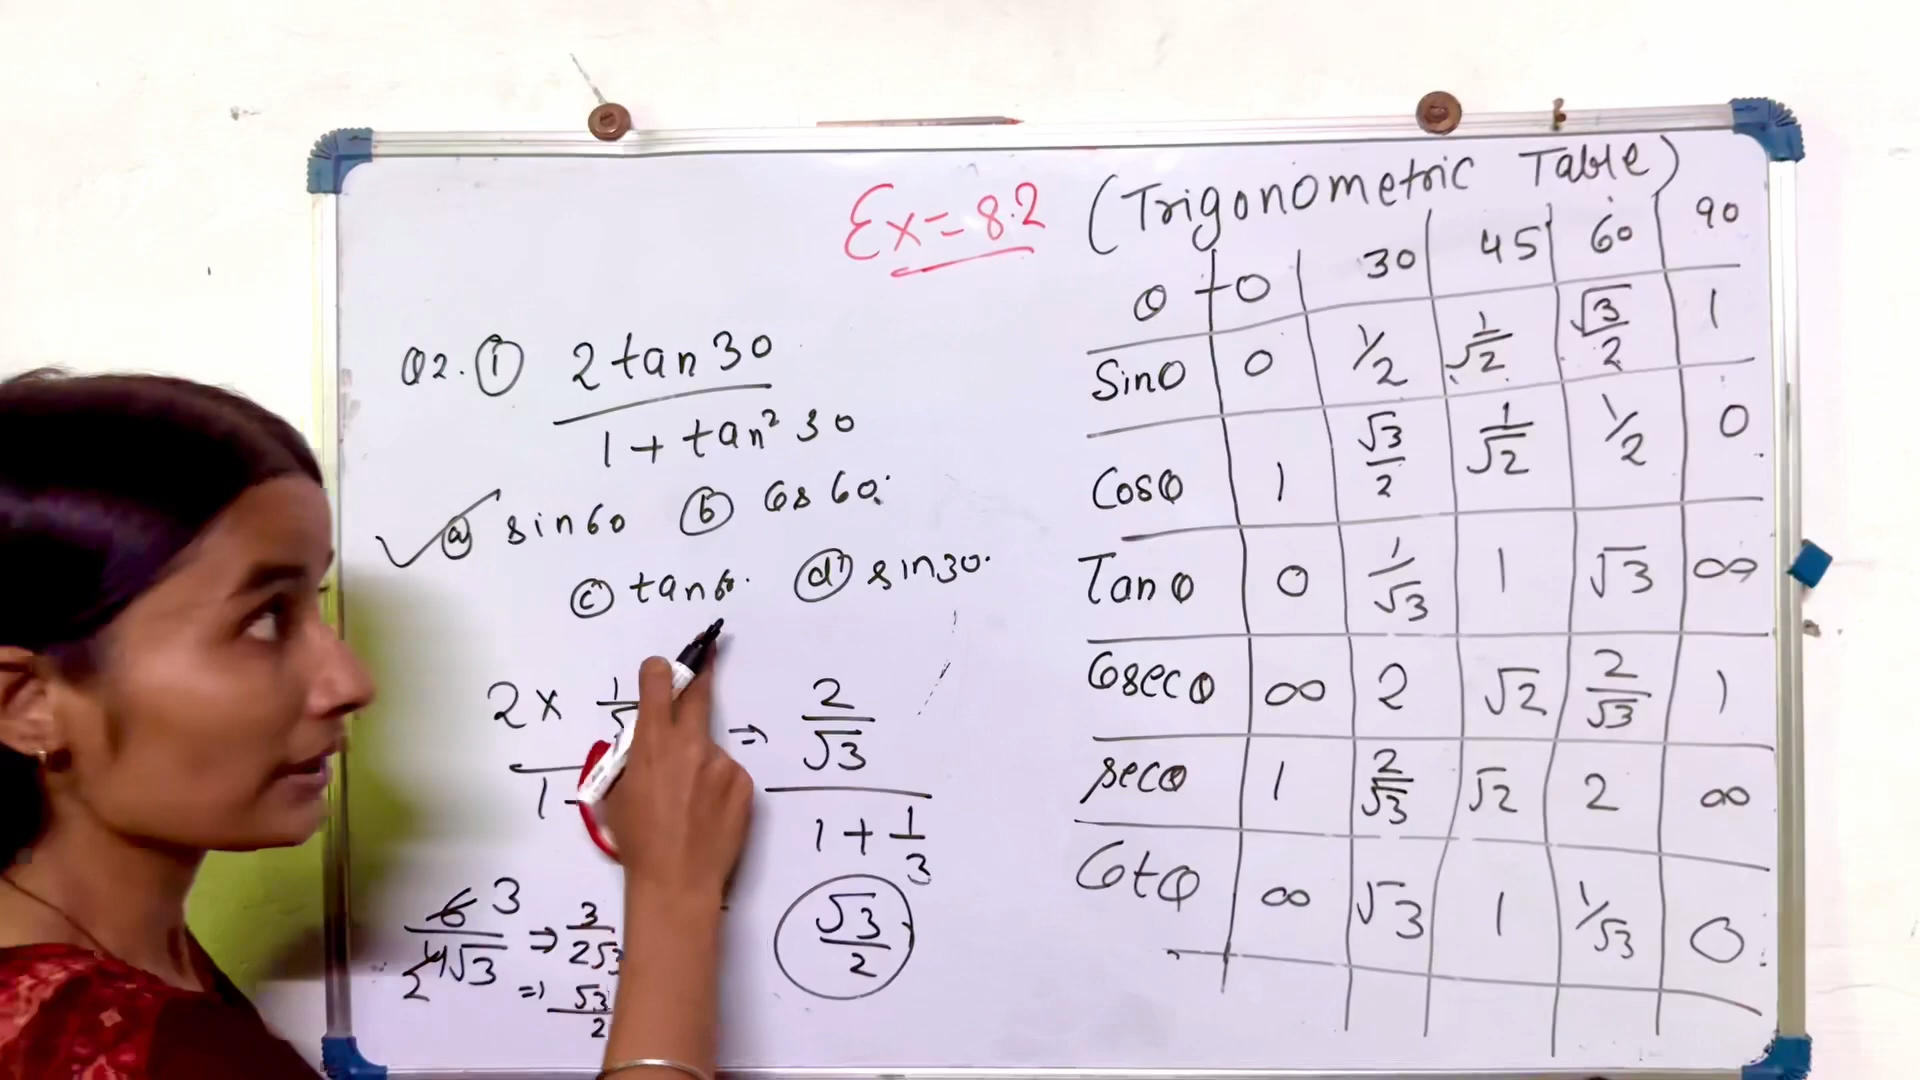 Ex = 8.2 (Trigonometric Table)
Q2. (i) 2 tan 30
1 + tan² 30
(a) sin 60 (b) Cos 60.
(c) tan 60. (d) sin 30.
2 × 1/√
1
⇒ 2/√3
1 + 1/3
√3/2
6 3
2 4√3
⇒ 3/2√3
⇒ √3/2
θ 0 30 45 60 90
Sinθ 0 1/2 1/√2 √3/2 1
Cosθ 1 √3/2 1/√2 1/2 0
Tanθ 0 1/√3 1 √3 ∞
Cosecθ ∞ 2 √2 2/√3 1
secθ 1 2/√3 √2 2 ∞
Cotθ ∞ √3 1 1/√3 0